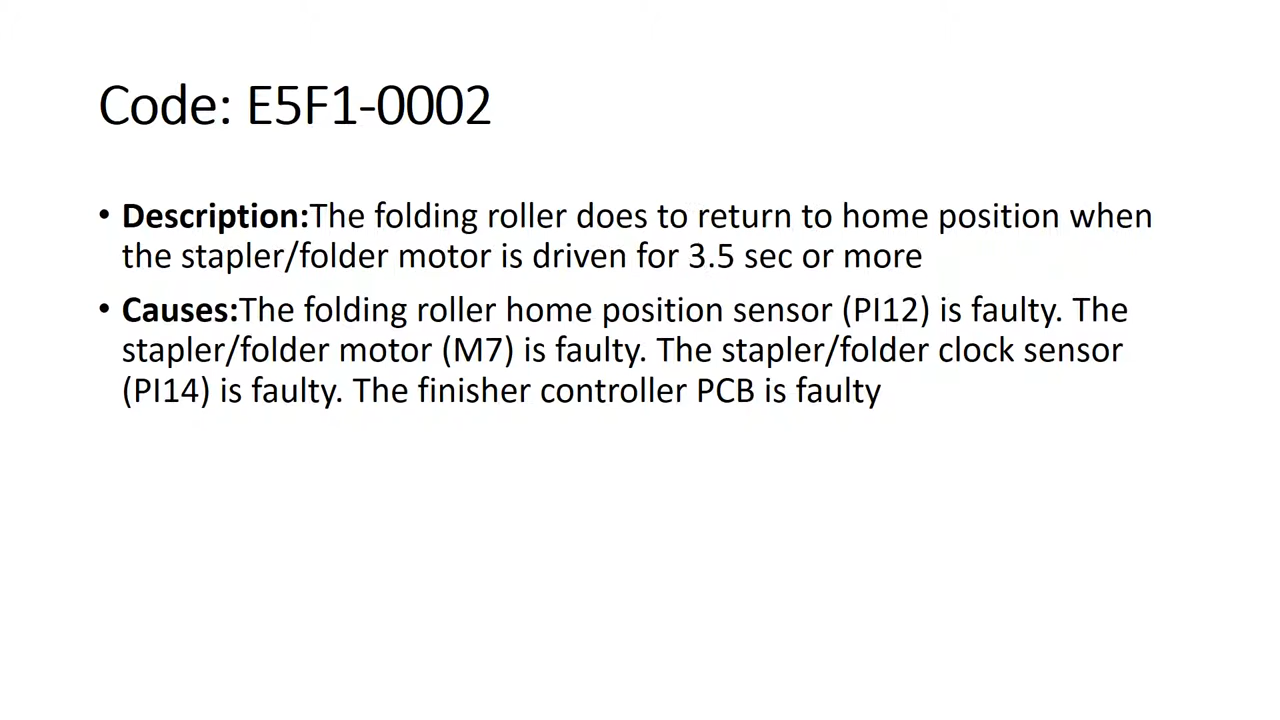 Code: E5F1-0002
• Description:The folding roller does to return to home position when
the stapler/folder motor is driven for 3.5 sec or more
• Causes:The folding roller home position sensor (PI12) is faulty. The
stapler/folder motor (M7) is faulty. The stapler/folder clock sensor
(PI14) is faulty. The finisher controller PCB is faulty